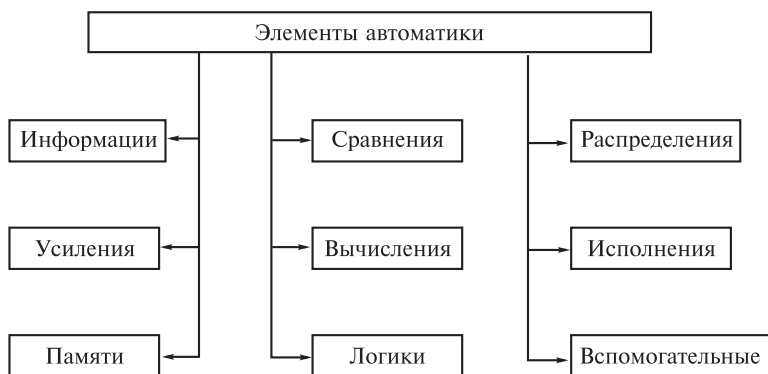 Элементы автоматики
Информации
Сравнения
Распределения
Усиления
Вычисления
Исполнения
Памяти
Логики
Вспомогательные